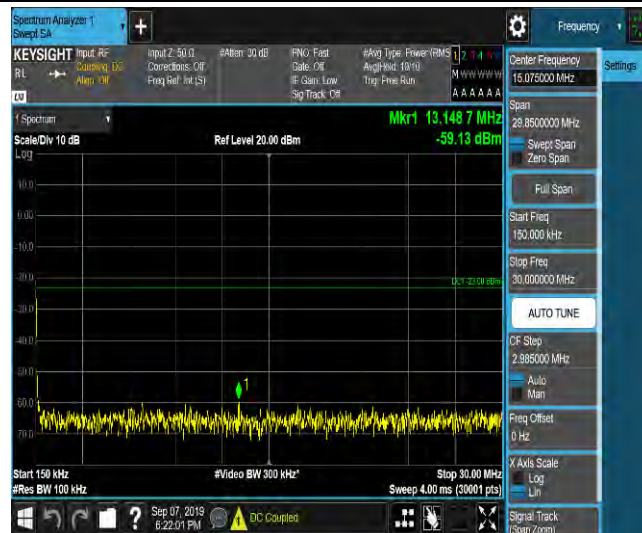 Spectrum Analyzer 1
Swept SA
Frequency
KEYSIGHT
RL
Input: RF
Coupling: DC
Align: Off
Input Z: 50 Ω
Corrections: Off
Freq Ref: Int (S)
#Atten: 30 dB
PNO: Fast
Gate: Off
IF Gain: Low
Sig Track: Off
#Avg Type: Power (RMS
Avg|Hold: 10/10
Trig: Free Run
M W W W W W
A A A A A A
1 Spectrum
Scale/Div 10 dB
Log
Ref Level 20.00 dBm
Mkr1 13.148 7 MHz
-59.13 dBm
10.0
0.00
-10.0
-20.0
DL1 -23.00 dBm
-30.0
-40.0
-50.0
1
-60.0
-70.0
Start 150 kHz
#Res BW 100 kHz
#Video BW 300 kHz*
Stop 30.00 MHz
Sweep 4.00 ms (30001 pts)
Sep 07, 2019
6:22:01 PM
DC Coupled
Settings
Center Frequency
15.075000 MHz
Span
29.8500000 MHz
Swept Span
Zero Span
Full Span
Start Freq
150.000 kHz
Stop Freq
30.000000 MHz
AUTO TUNE
CF Step
2.985000 MHz
Auto
Man
Freq Offset
0 Hz
X Axis Scale
Log
Lin
Signal Track
(Span Zoom)